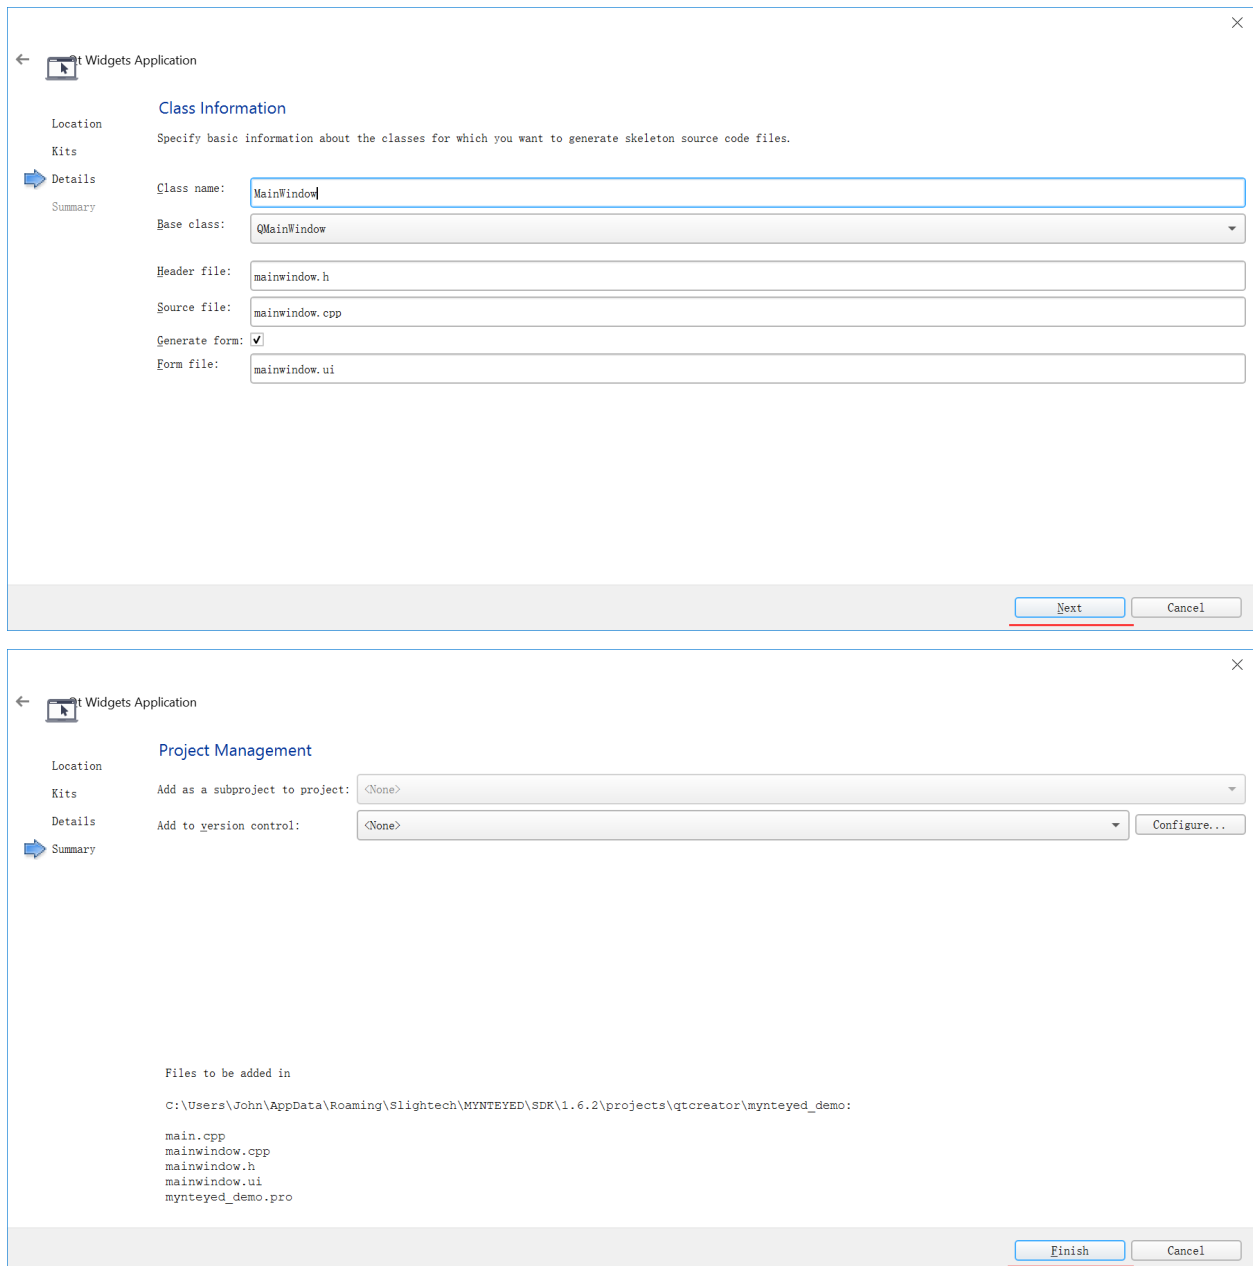 Qt Widgets Application
Class Information
Location
Specify basic information about the classes for which you want to generate skeleton source code files.
Kits
Details
Class name: MainWindow
Summary
Base class: QMainWindow
Header file: mainwindow.h
Source file: mainwindow.cpp
Generate form:
Form file: mainwindow.ui
Next Cancel
Qt Widgets Application
Project Management
Location
Add as a subproject to project: <None>
Kits
Details
Add to version control: <None> Configure...
Summary
Files to be added in
C:\Users\John\AppData\Roaming\Slightech\MYNTEYED\SDK\1.6.2\projects\qtcreator\mynteyed_demo:
main.cpp
mainwindow.cpp
mainwindow.h
mainwindow.ui
mynteyed_demo.pro
Finish Cancel